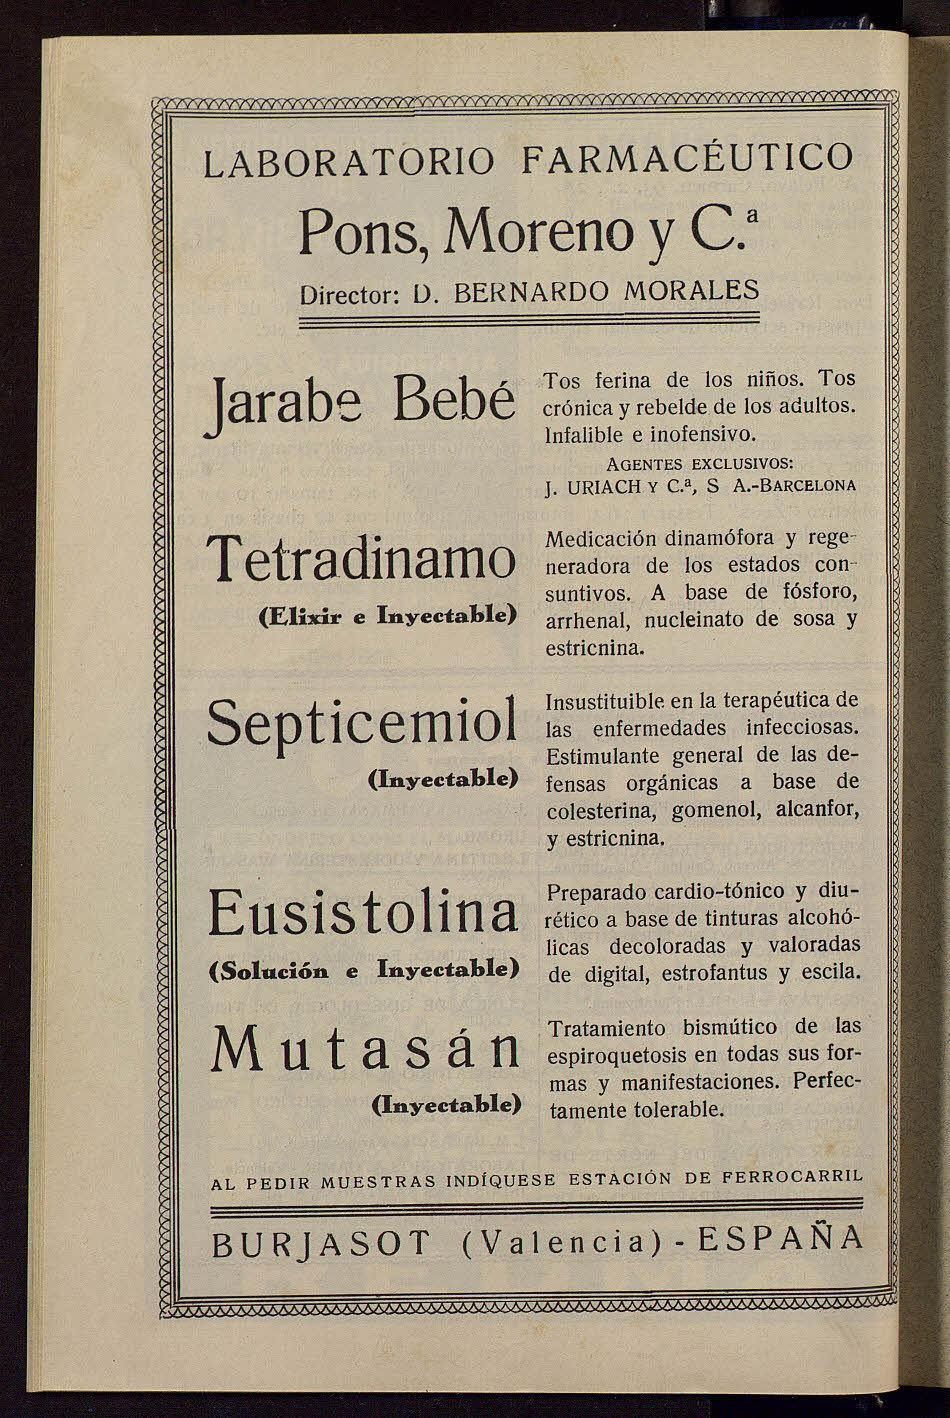 LABORATORIO FARMACÉUTICO
Pons, Moreno y C.ª
Director: D. BERNARDO MORALES
Jarabe Bebé
Tos ferina de los niños. Tos
crónica y rebelde de los adultos.
Infalible e inofensivo.
AGENTES EXCLUSIVOS:
J. URIACH Y C.ª, S A.-BARCELONA
Tetradinamo
(Elixir e Inyectable)
Medicación dinamófora y rege-
neradora de los estados con-
suntivos. A base de fósforo,
arrhenal, nucleinato de sosa y
estricnina.
Septicemiol
(Inyectable)
Insustituible en la terapéutica de
las enfermedades infecciosas.
Estimulante general de las de-
fensas orgánicas a base de
colesterina, gomenol, alcanfor,
y estricnina.
Eusistolina
(Solución e Inyectable)
Preparado cardio-tónico y diu-
rético a base de tinturas alcohó-
licas decoloradas y valoradas
de digital, estrofantus y escila.
Mutasán
(Inyectable)
Tratamiento bismútico de las
espiroquetosis en todas sus for-
mas y manifestaciones. Perfec-
tamente tolerable.
AL PEDIR MUESTRAS INDÍQUESE ESTACIÓN DE FERROCARRIL
BURJASOT (Valencia) - ESPAÑA